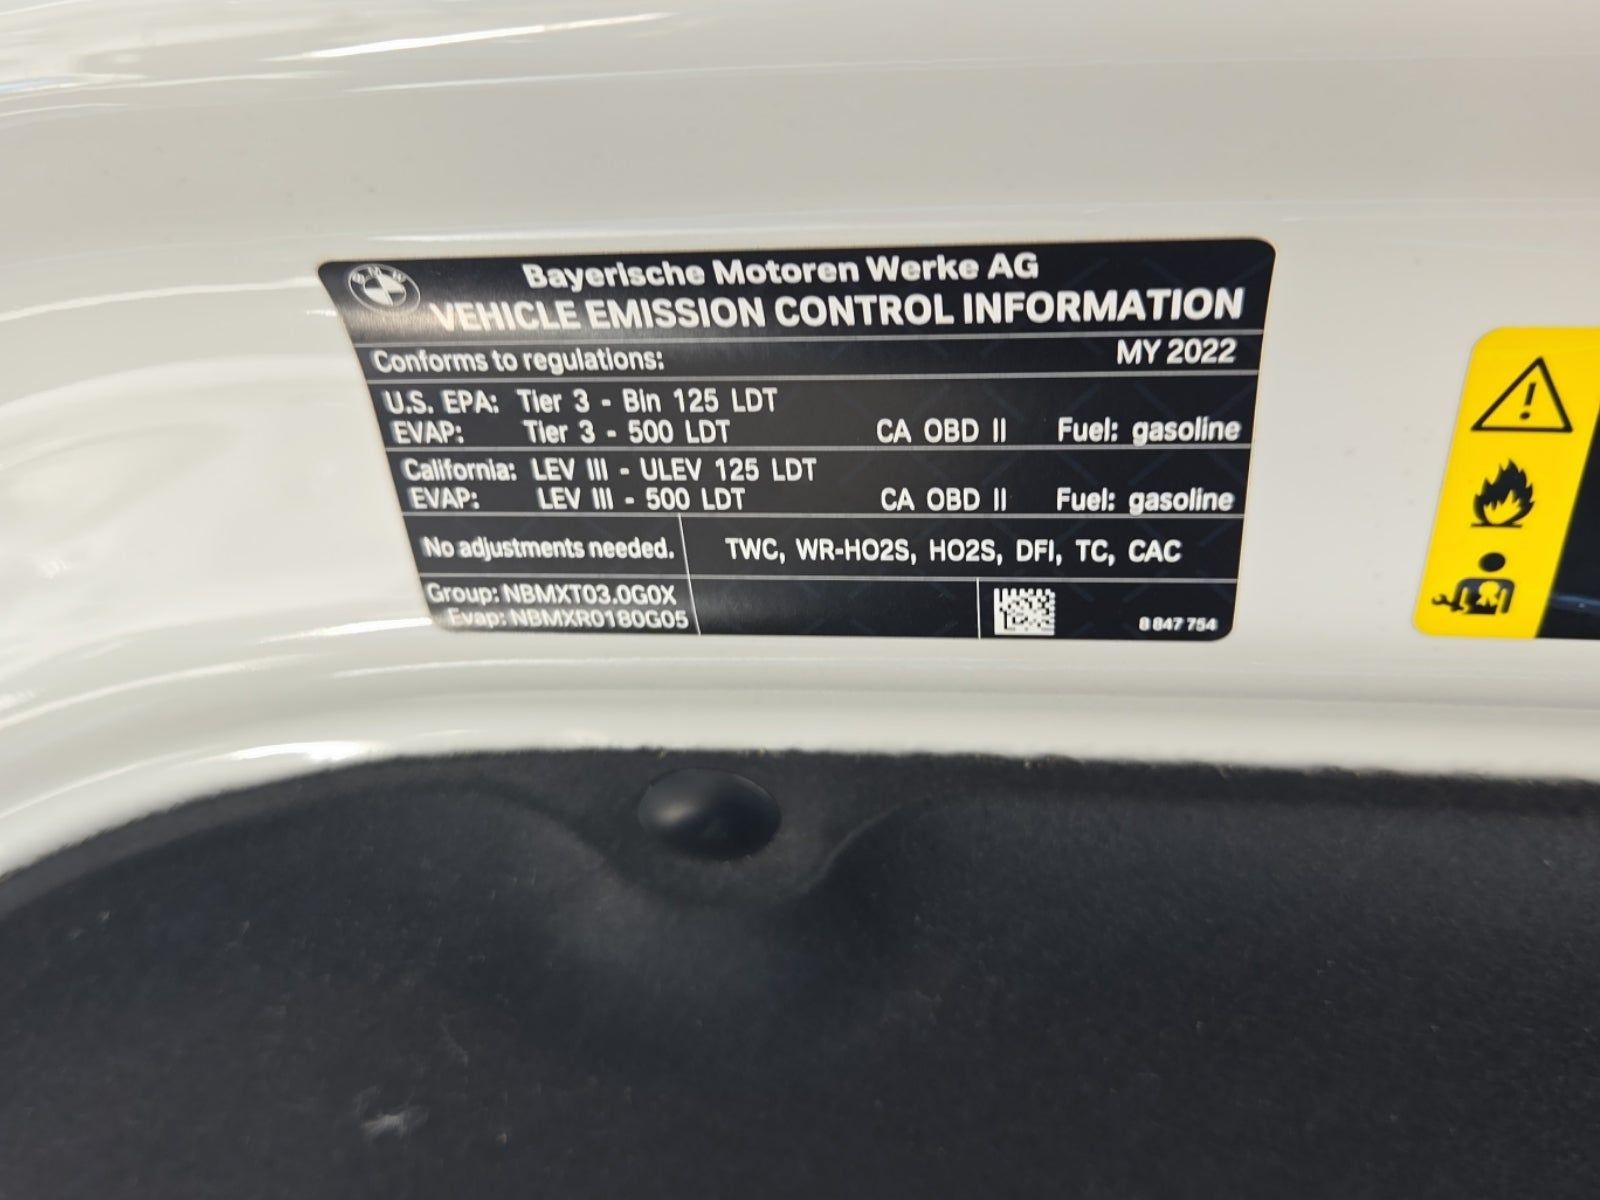 BMW
Bayerische Motoren Werke AG
VEHICLE EMISSION CONTROL INFORMATION
Conforms to regulations: MY 2022
U.S. EPA: Tier 3 - Bin 125 LDT
EVAP: Tier 3 - 500 LDT CA OBD II Fuel: gasoline
California: LEV III - ULEV 125 LDT
EVAP: LEV III - 500 LDT CA OBD II Fuel: gasoline
No adjustments needed. TWC, WR-HO2S, HO2S, DFI, TC, CAC
Group: NBMXT03.0G0X
Evap: NBMXR0180G05 8 847 754